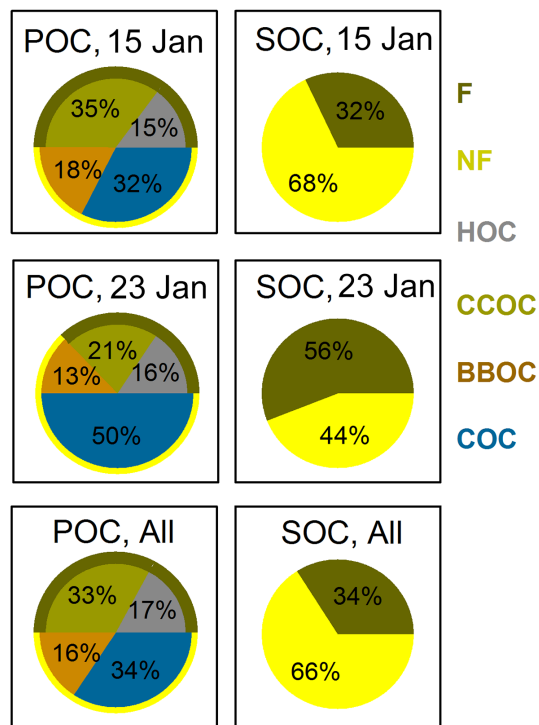 POC, 15 Jan
35%
15%
18%
32%
SOC, 15 Jan
32%
68%
POC, 23 Jan
21%
16%
13%
50%
SOC, 23 Jan
56%
44%
POC, All
33%
17%
16%
34%
SOC, All
34%
66%
F
NF
HOC
CCOC
BBOC
COC